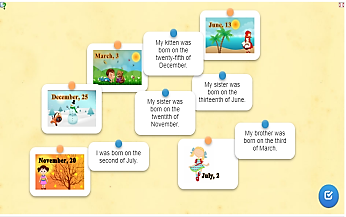 June, 13
My kitten was
born on the
twenty-fifth of
December.
March, 3
My sister was
born on the
thirteenth of June.
December, 25
My sister was
born on the
twentith of
November.
My brother was
born on the third
of March.
I was born on the
second of July.
November, 20
July, 2